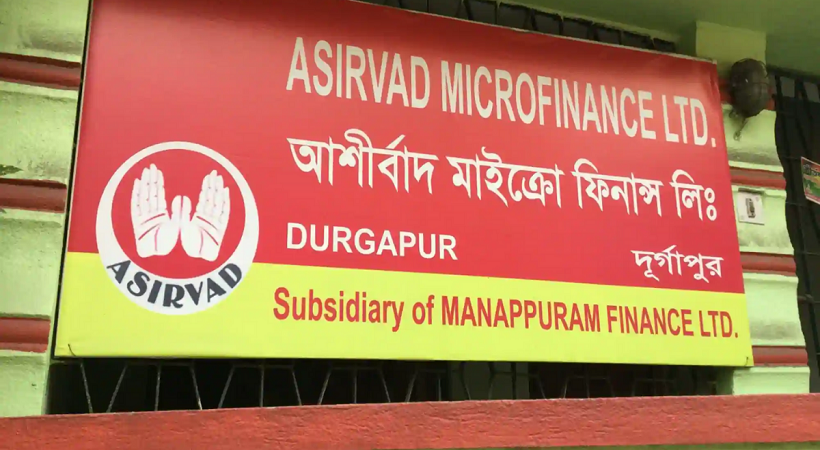 ASIRVAD MICROFINANCE LTD.
আশীর্বাদ মাইক্রো ফিনান্স লিঃ
DURGAPUR
দূর্গাপুর
ASIRVAD
Subsidiary of MANAPPURAM FINANCE LTD.